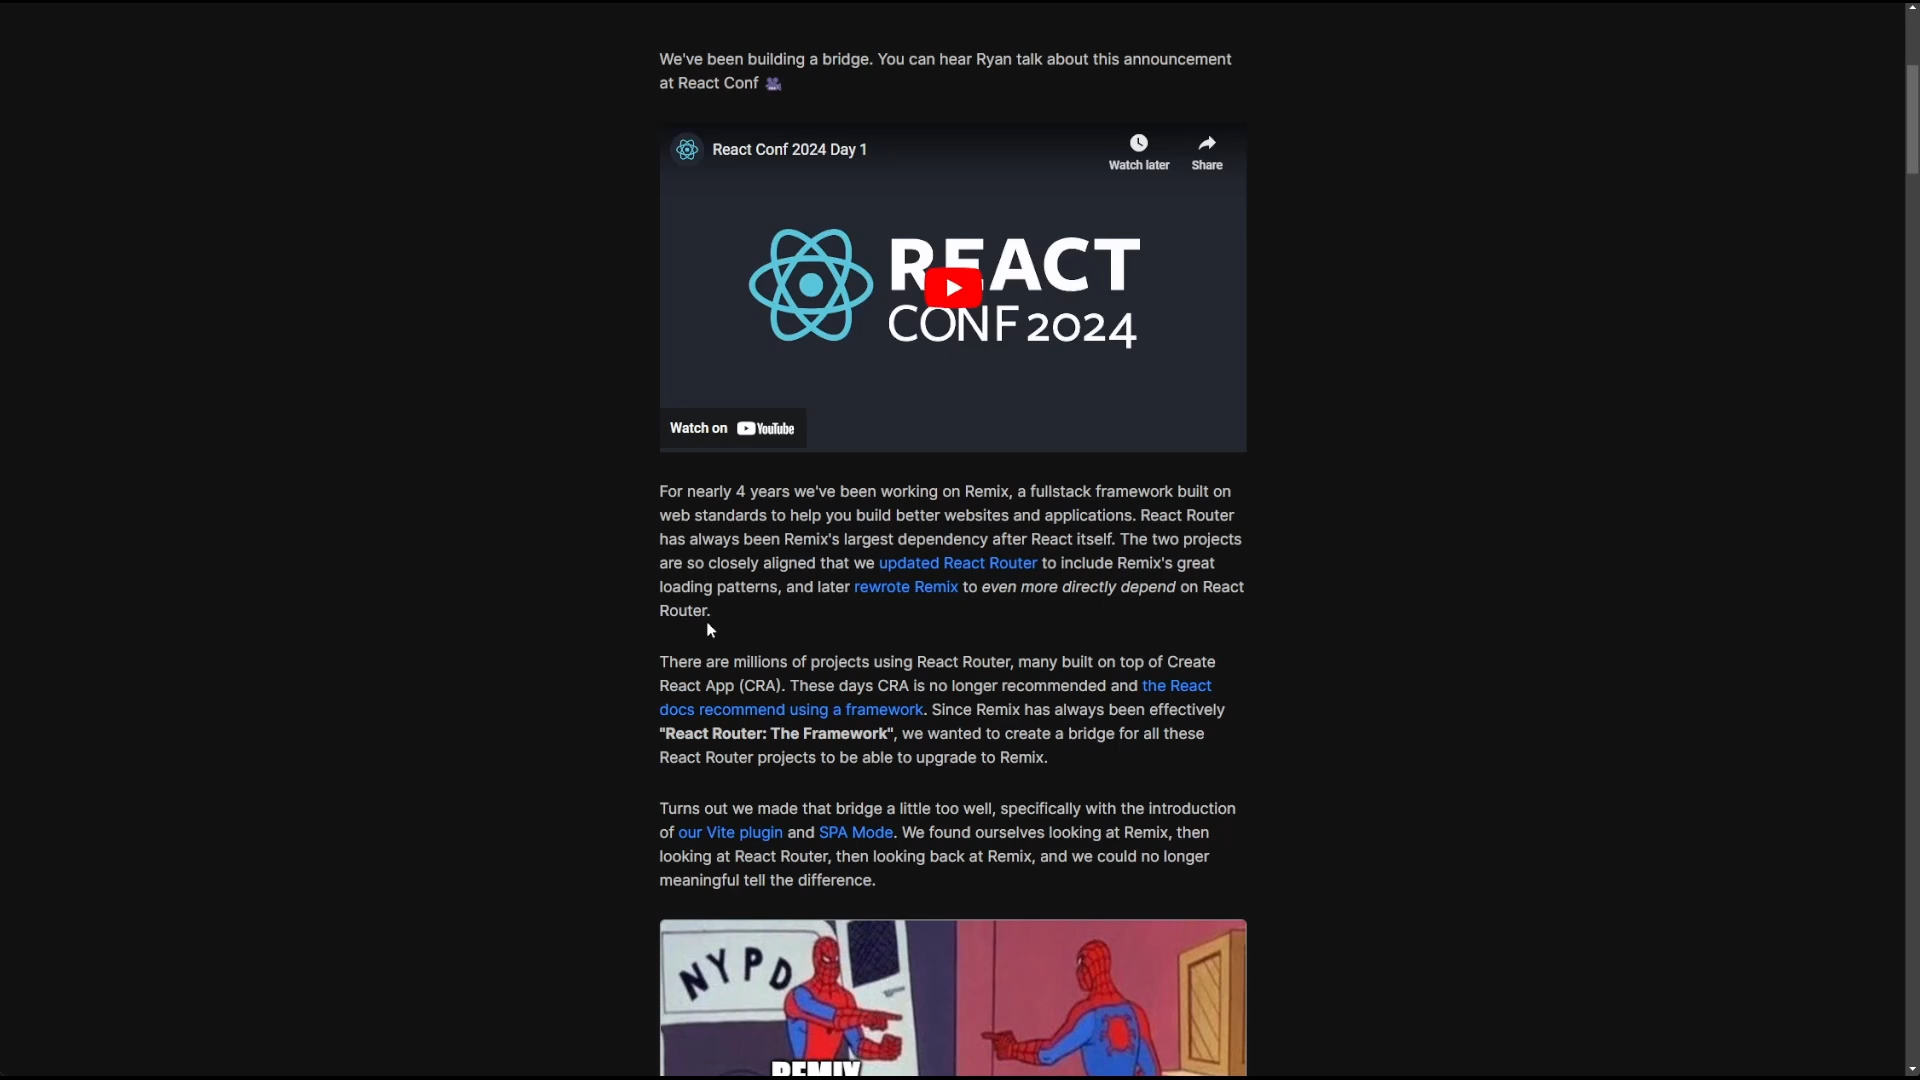 We've been building a bridge. You can hear Ryan talk about this announcement
at React Conf 🎥
React Conf 2024 Day 1
Watch later
Share
REACT
CONF 2024
Watch on YouTube
For nearly 4 years we've been working on Remix, a fullstack framework built on
web standards to help you build better websites and applications. React Router
has always been Remix's largest dependency after React itself. The two projects
are so closely aligned that we updated React Router to include Remix's great
loading patterns, and later rewrote Remix to even more directly depend on React
Router.
There are millions of projects using React Router, many built on top of Create
React App (CRA). These days CRA is no longer recommended and the React
docs recommend using a framework. Since Remix has always been effectively
"React Router: The Framework", we wanted to create a bridge for all these
React Router projects to be able to upgrade to Remix.
Turns out we made that bridge a little too well, specifically with the introduction
of our Vite plugin and SPA Mode. We found ourselves looking at Remix, then
looking at React Router, then looking back at Remix, and we could no longer
meaningful tell the difference.
NYPD
REMIX